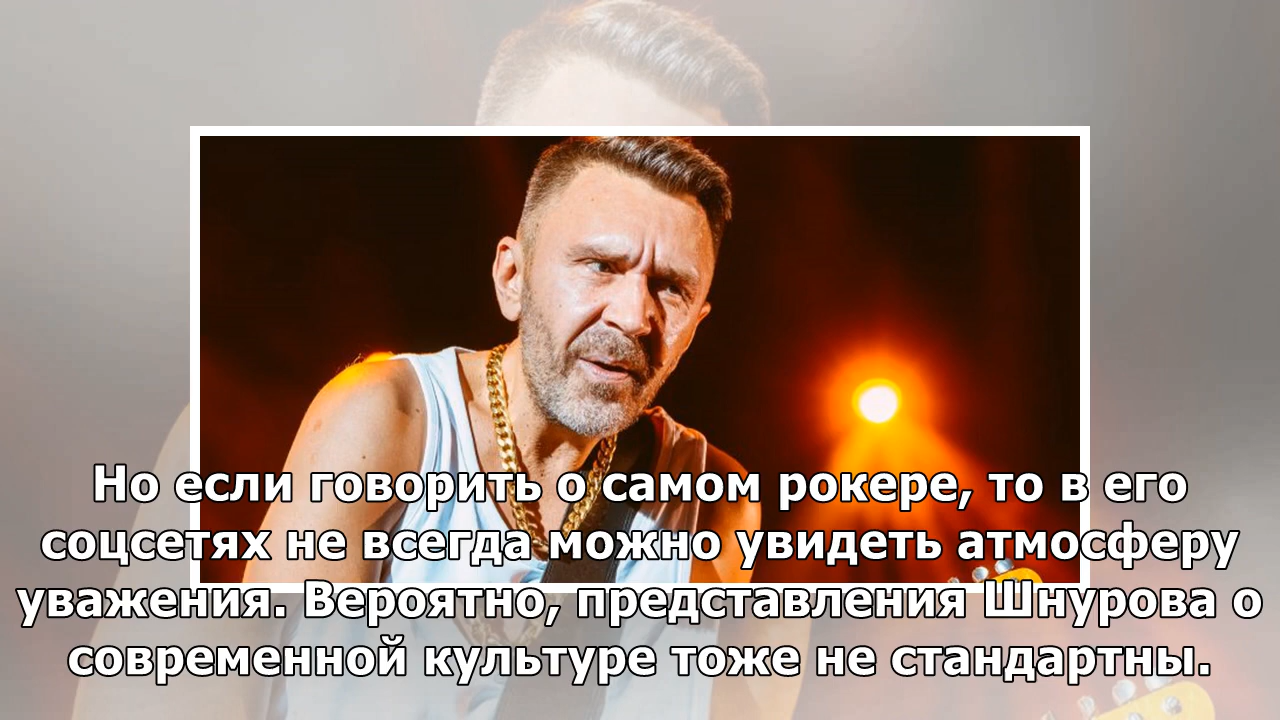 Но если говорить о самом рокере, то в его
соцсетях не всегда можно увидеть атмосферу
уважения. Вероятно, представления Шнурова о
современной культуре тоже не стандартны.